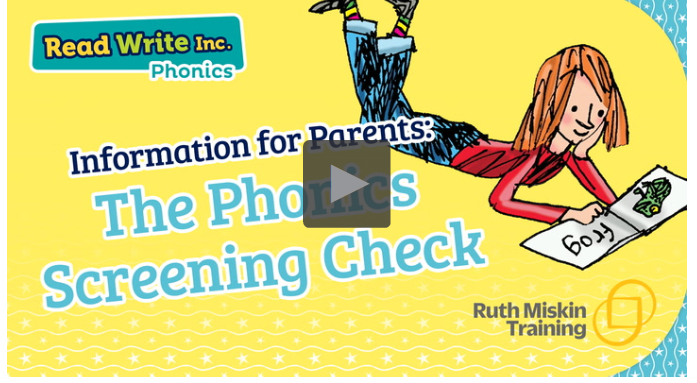 Read Write Inc.
Phonics
Information for Parents:
The Phonics
Screening Check
frog
Ruth Miskin
Training